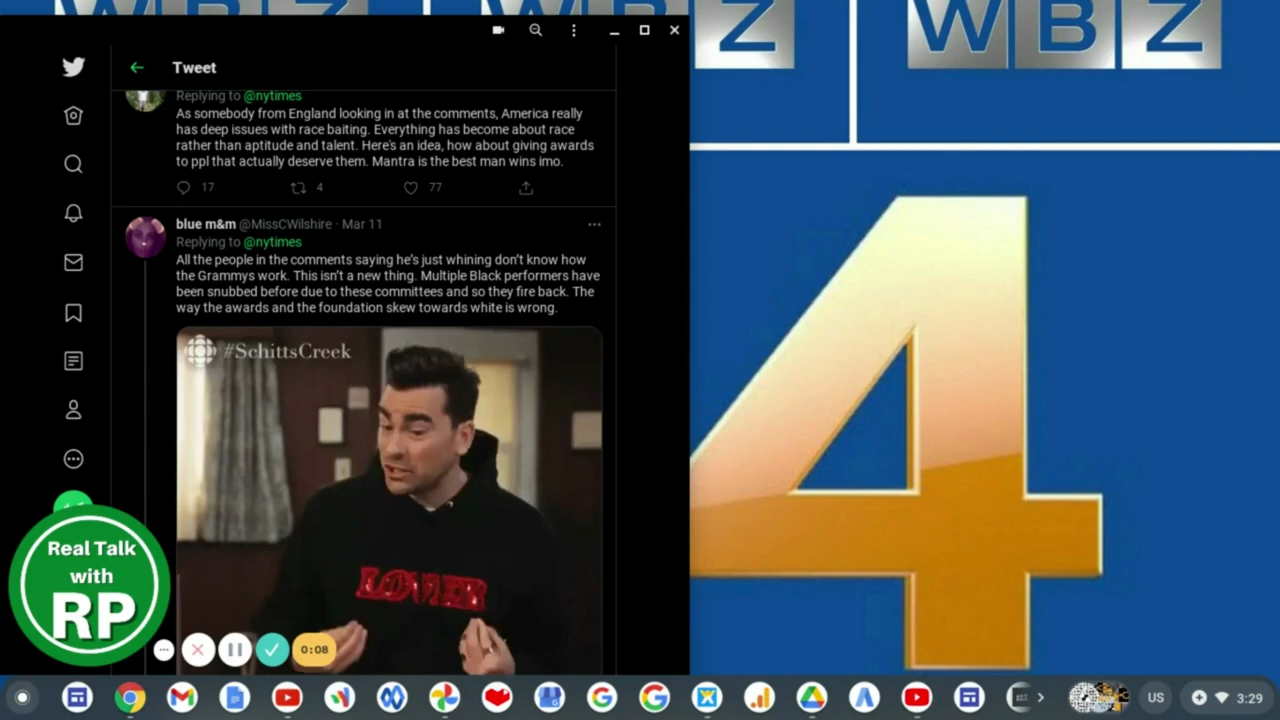 WBZ
WBZ
WBZ
Tweet
Replying to @nytimes
As somebody from England looking in at the comments, America really
has deep issues with race baiting. Everything has become about race
rather than aptitude and talent. Here's an idea, how about giving awards
to ppl that actually deserve them. Mantra is the best man wins imo.
17 4 77
blue m&m @MissCWilshire · Mar 11
Replying to @nytimes
All the people in the comments saying he's just whining don't know how
the Grammys work. This isn't a new thing. Multiple Black performers have
been snubbed before due to these committees and so they fire back. The
way the awards and the foundation skew towards white is wrong.
#SchittsCreek
LOVER
Real Talk
with
RP
0:08
4
US 3:29